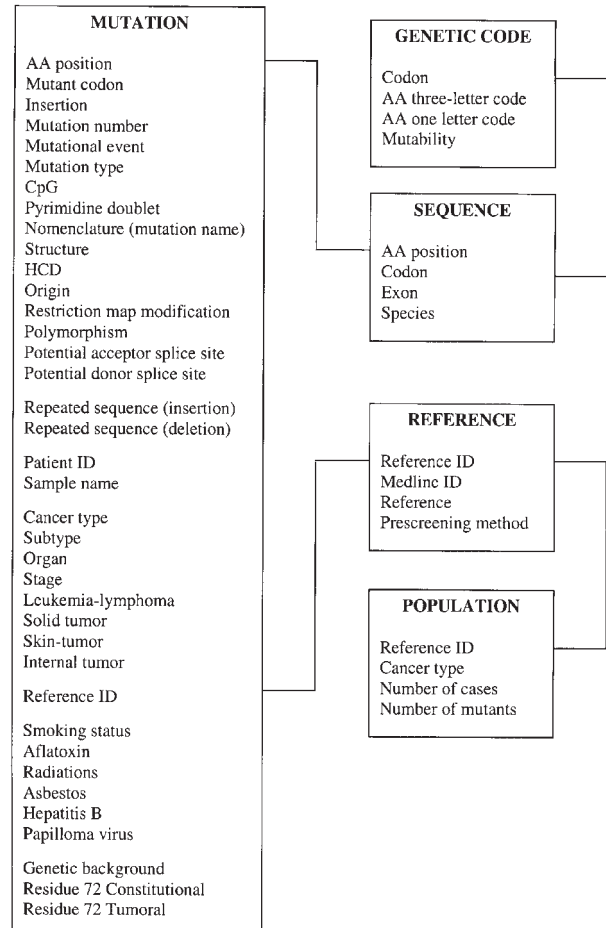 MUTATION
AA position
Mutant codon
Insertion
Mutation number
Mutational event
Mutation type
CpG
Pyrimidine doublet
Nomenclature (mutation name)
Structure
HCD
Origin
Restriction map modification
Polymorphism
Potential acceptor splice site
Potential donor splice site
Repeated sequence (insertion)
Repeated sequence (deletion)
Patient ID
Sample name
Cancer type
Subtype
Organ
Stage
Leukemia-lymphoma
Solid tumor
Skin-tumor
Internal tumor
Reference ID
Smoking status
Aflatoxin
Radiations
Asbestos
Hepatitis B
Papilloma virus
Genetic background
Residue 72 Constitutional
Residue 72 Tumoral
GENETIC CODE
Codon
AA three-letter code
AA one letter code
Mutability
SEQUENCE
AA position
Codon
Exon
Species
REFERENCE
Reference ID
Medline ID
Reference
Prescreening method
POPULATION
Reference ID
Cancer type
Number of cases
Number of mutants